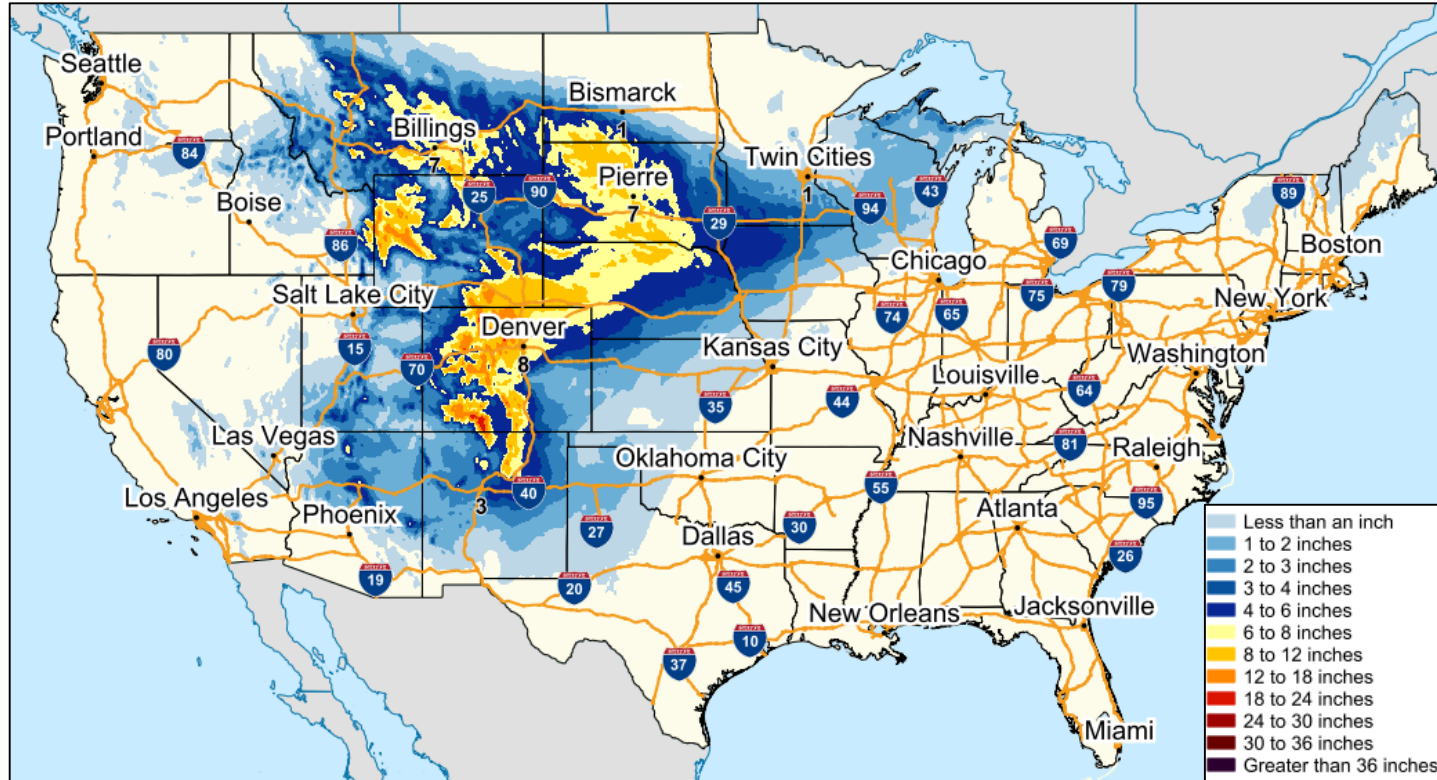 Seattle
Portland
84
Boise
86
Billings
7
Bismarck
1
Pierre
7
25
90
29
Twin Cities
1
94
43
Chicago
69
89
Boston
New York
79
75
74
65
Salt Lake City
15
80
70
Denver
8
Kansas City
35
44
Louisville
64
Washington
Las Vegas
Los Angeles
Phoenix
19
3
40
27
20
Oklahoma City
Nashville
81
Raleigh
95
55
30
Dallas
45
Atlanta
26
New Orleans
Jacksonville
10
37
Miami
Less than an inch
1 to 2 inches
2 to 3 inches
3 to 4 inches
4 to 6 inches
6 to 8 inches
8 to 12 inches
12 to 18 inches
18 to 24 inches
24 to 30 inches
30 to 36 inches
Greater than 36 inches